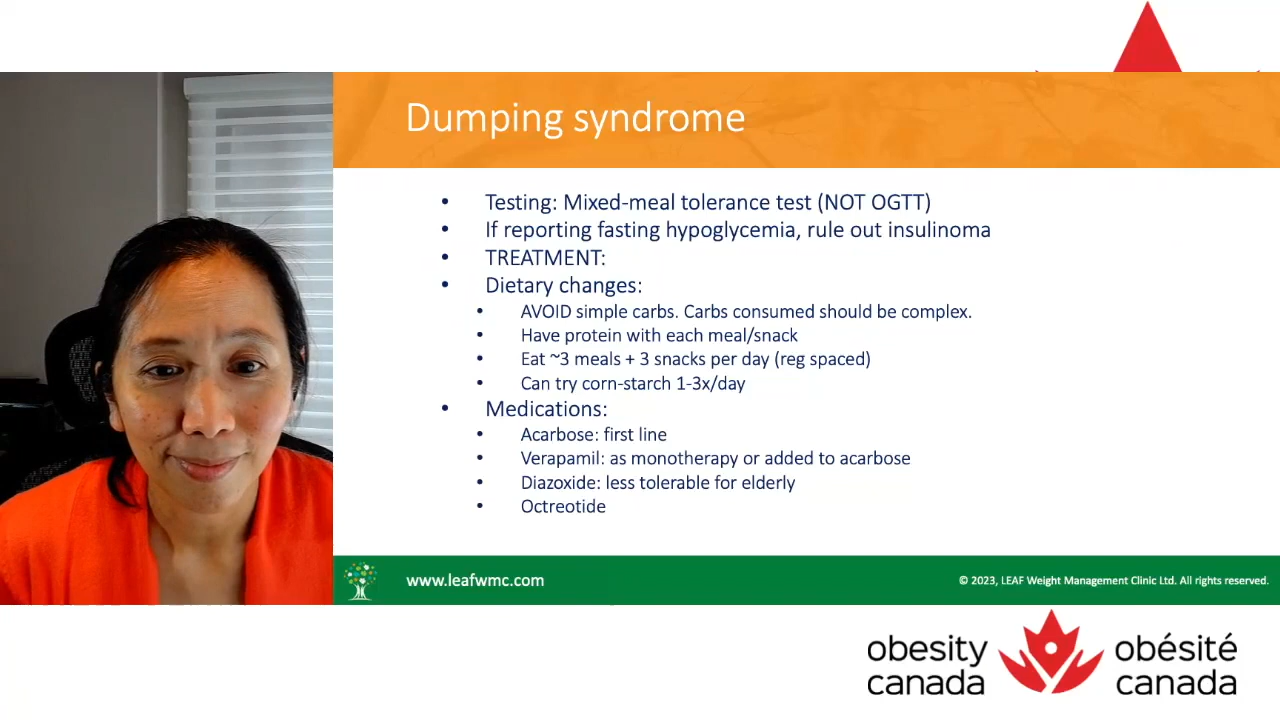 Dumping syndrome
• Testing: Mixed-meal tolerance test (NOT OGTT)
• If reporting fasting hypoglycemia, rule out insulinoma
• TREATMENT:
• Dietary changes:
• AVOID simple carbs. Carbs consumed should be complex.
• Have protein with each meal/snack
• Eat ~3 meals + 3 snacks per day (reg spaced)
• Can try corn-starch 1-3x/day
• Medications:
• Acarbose: first line
• Verapamil: as monotherapy or added to acarbose
• Diazoxide: less tolerable for elderly
• Octreotide
www.leafwmc.com
© 2023, LEAF Weight Management Clinic Ltd. All rights reserved.
obesity
canada
obésité
canada